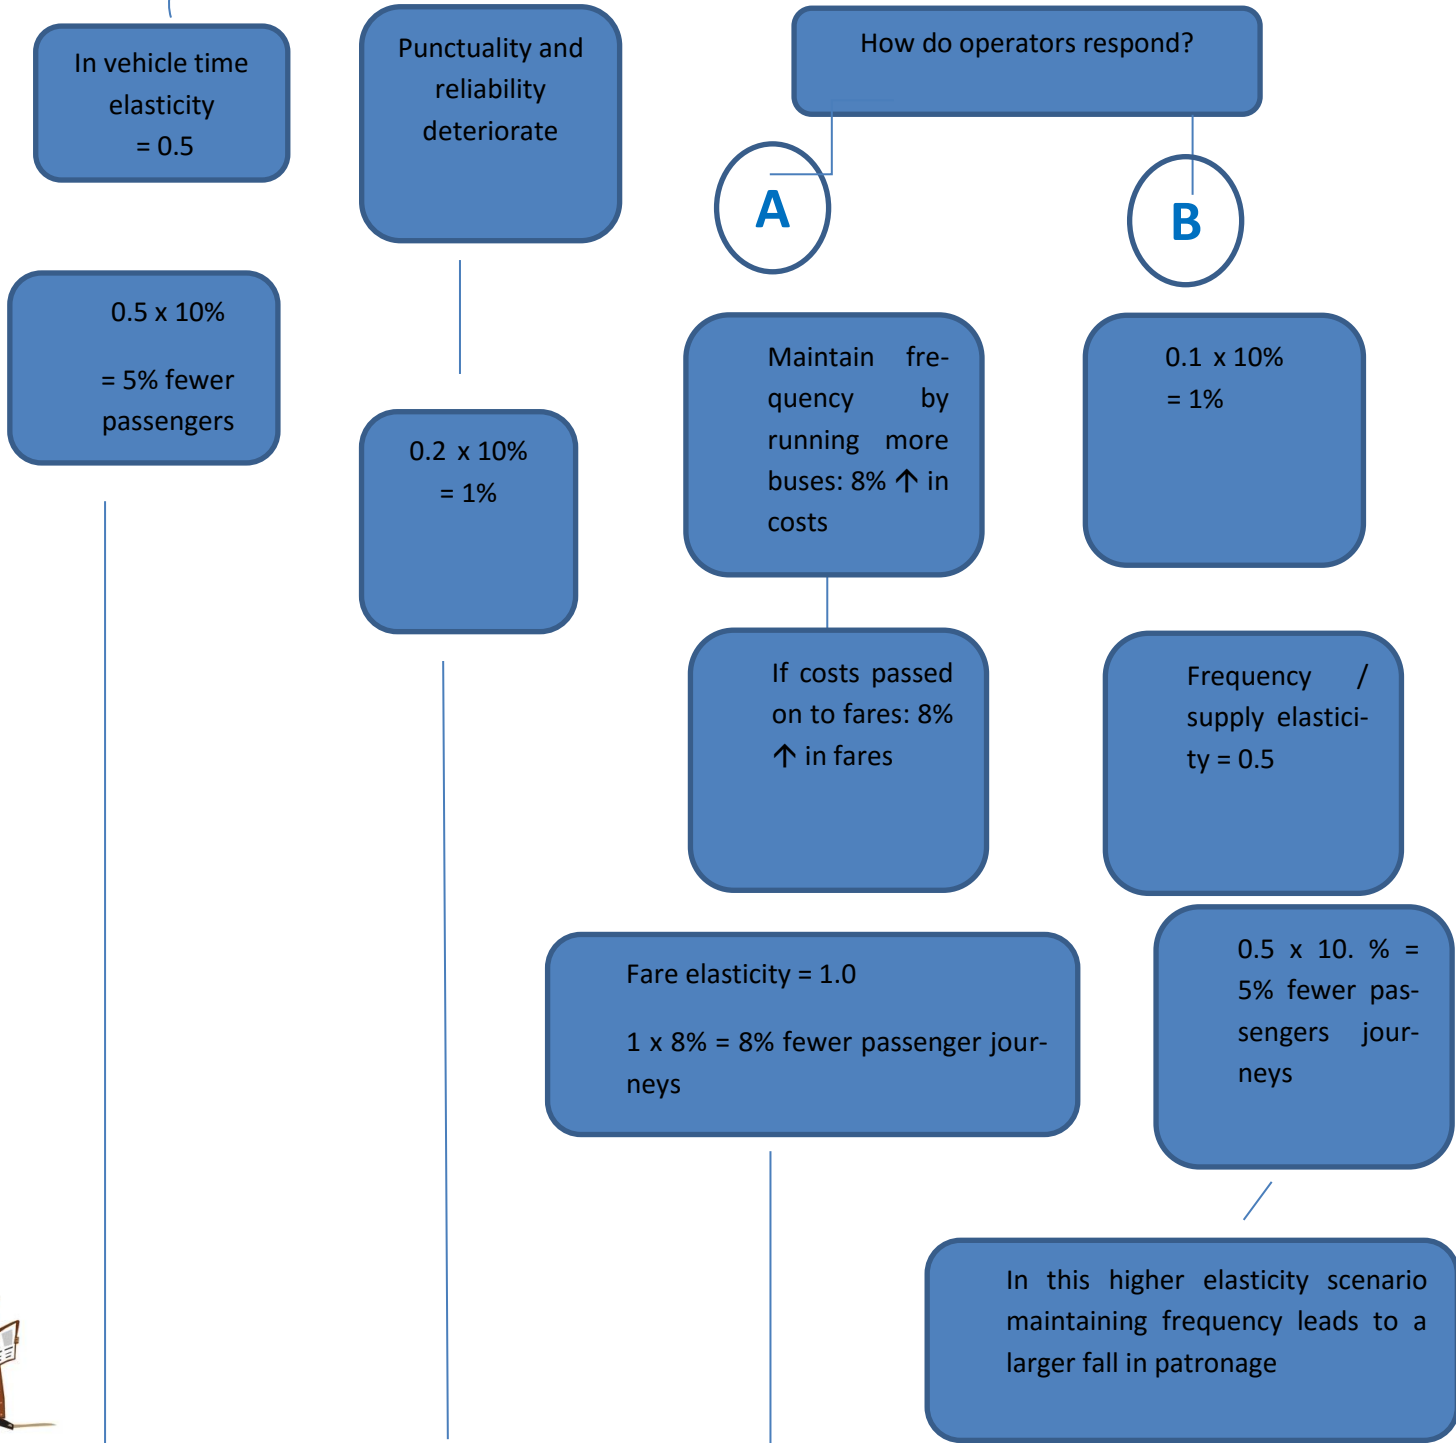 In vehicle time
elasticity
= 0.5
0.5 x 10%
= 5% fewer
passengers
Punctuality and
reliability
deteriorate
0.2 x 10%
= 1%
How do operators respond?
A
Maintain fre-
quency by
running more
buses: 8% ↑ in
costs
If costs passed
on to fares: 8%
↑ in fares
Fare elasticity = 1.0
1 x 8% = 8% fewer passenger jour-
neys
B
0.1 x 10%
= 1%
Frequency /
supply elastici-
ty = 0.5
0.5 x 10. % =
5% fewer pas-
sengers jour-
neys
In this higher elasticity scenario
maintaining frequency leads to a
larger fall in patronage